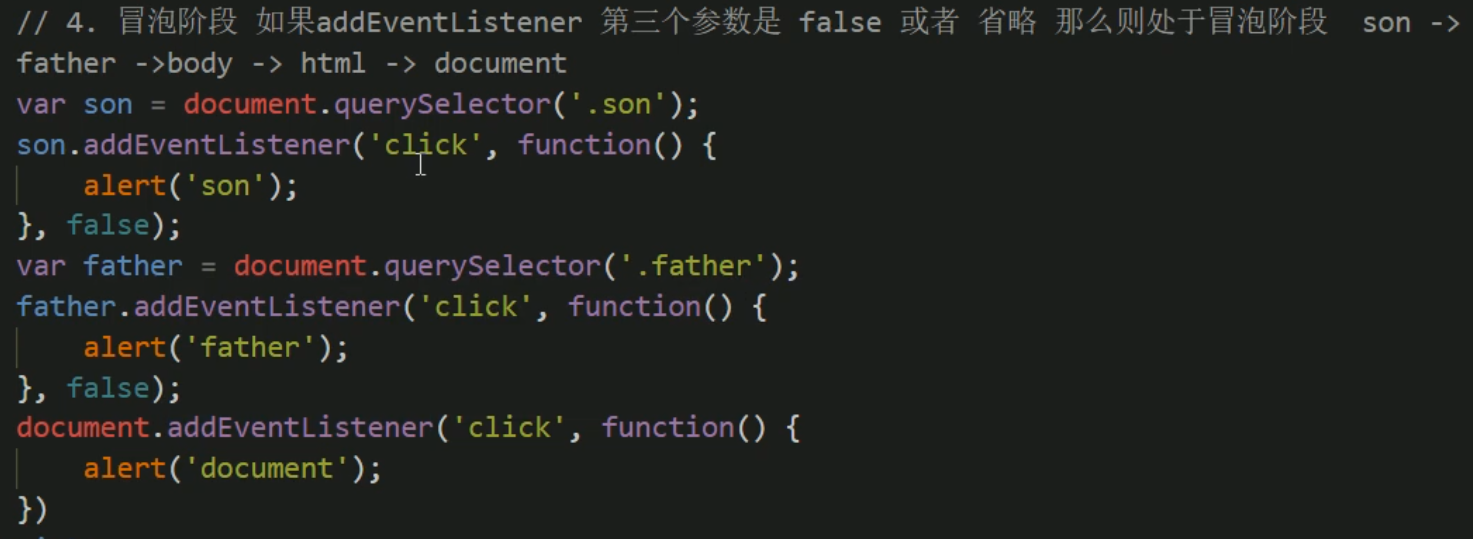 // 4. 冒泡阶段 如果addEventListener 第三个参数是 false 或者 省略 那么则处于冒泡阶段  son ->
father ->body -> html -> document
var son = document.querySelector('.son');
son.addEventListener('click', function() {
    alert('son');
}, false);
var father = document.querySelector('.father');
father.addEventListener('click', function() {
    alert('father');
}, false);
document.addEventListener('click', function() {
    alert('document');
})